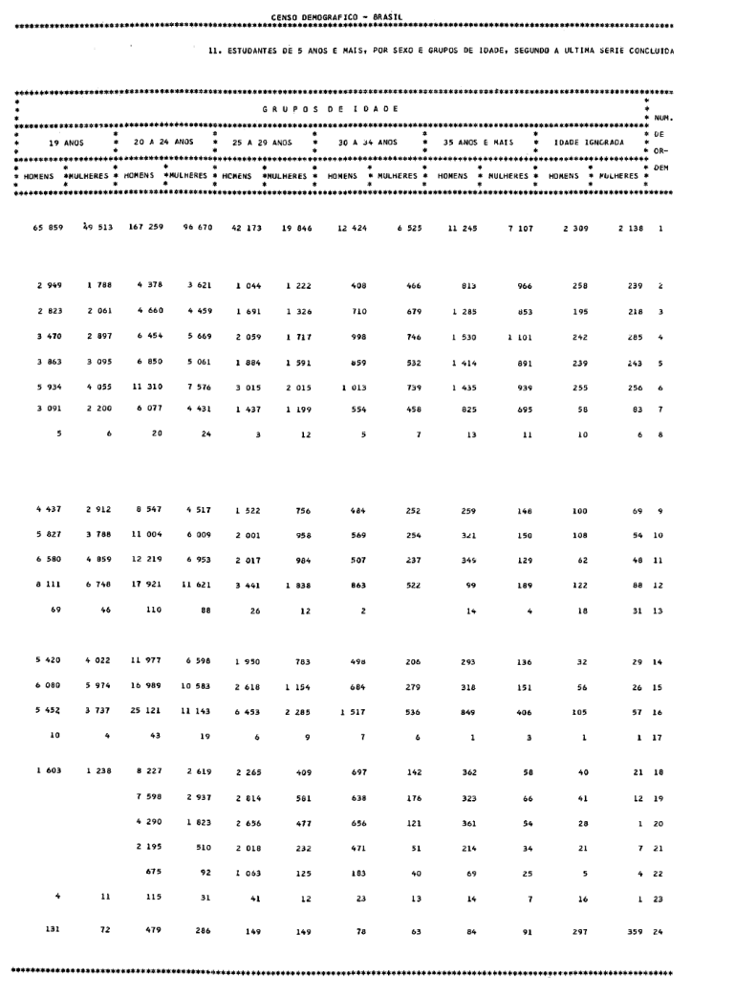 CENSO DEMOGRAFICO - BRASIL
11. ESTUDANTES DE 5 ANOS E MAIS, POR SEXO E GRUPOS DE IDADE, SEGUNDO A ULTIMA SERIE CONCLUIDA
GRUPOS DE IDADE
NUM.
19 ANOS * 20 A 24 ANOS * 25 A 29 ANOS * 30 A 34 ANOS * 35 ANOS E MAIS * IDADE IGNORADA * DE
OR-
* HOMENS *MULHERES * HOMENS *MULHERES * HOMENS *MULHERES * HOMENS * MULHERES * HOMENS * MULHERES * HOMENS * MULHERES * DEM
65 859 49 513 167 259 96 670 42 173 19 846 12 424 6 525 11 245 7 107 2 309 2 138 1
2 949 1 788 4 378 3 621 1 044 1 222 408 466 813 966 258 239 2
2 823 2 061 4 660 4 459 1 691 1 326 710 679 1 285 853 195 218 3
3 470 2 897 6 454 5 669 2 059 1 717 998 746 1 530 1 101 242 285 4
3 863 3 095 6 850 5 061 1 884 1 591 859 532 1 414 891 239 243 5
5 934 4 055 11 310 7 576 3 015 2 015 1 013 739 1 435 939 255 256 6
3 091 2 200 6 077 4 431 1 437 1 199 554 458 825 695 58 83 7
5 6 20 24 3 12 5 7 13 11 10 6 8
4 437 2 912 8 547 4 517 1 522 756 484 252 259 148 100 69 9
5 827 3 788 11 004 6 009 2 001 958 569 254 321 150 108 54 10
6 580 4 859 12 219 6 953 2 017 984 507 237 346 129 62 48 11
8 111 6 748 17 921 11 621 3 441 1 838 863 522 99 189 122 88 12
69 46 110 88 26 12 2 14 4 18 31 13
5 420 4 022 11 977 6 598 1 950 783 498 206 293 136 32 29 14
6 080 5 974 16 989 10 583 2 618 1 154 684 279 318 151 56 26 15
5 452 3 737 25 121 11 143 6 453 2 285 1 517 536 849 406 105 57 16
10 4 43 19 6 9 7 6 1 3 1 1 17
1 603 1 238 8 227 2 619 2 265 409 697 142 362 58 40 21 18
7 598 2 937 2 814 581 638 176 323 66 41 12 19
4 290 1 823 2 656 477 656 121 361 54 28 1 20
2 195 510 2 018 232 471 51 214 34 21 7 21
675 92 1 063 125 183 40 69 25 5 4 22
4 11 115 31 41 12 23 13 14 7 16 1 23
131 72 479 286 149 149 78 63 84 91 297 359 24